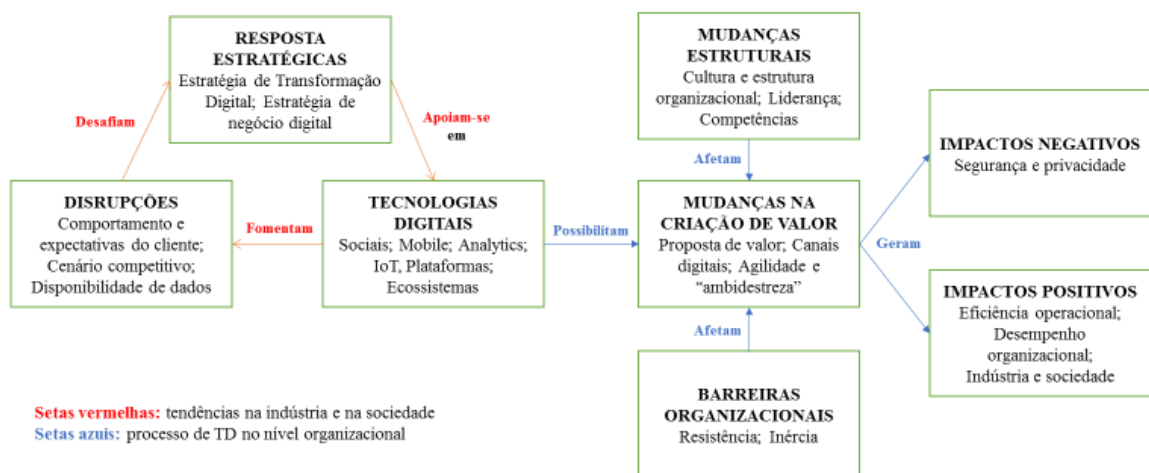 RESPOSTA
ESTRATÉGICAS
Estratégia de Transformação
Digital; Estratégia de
negócio digital
Desafiam
Apoiam-se
em
DISRUPÇÕES
Comportamento e
expectativas do cliente;
Cenário competitivo;
Disponibilidade de dados
Fomentam
TECNOLOGIAS
DIGITAIS
Sociais; Mobile; Analytics;
IoT, Plataformas;
Ecossistemas
Possibilitam
MUDANÇAS
ESTRUTURAIS
Cultura e estrutura
organizacional; Liderança;
Competências
Afetam
MUDANÇAS NA
CRIAÇÃO DE VALOR
Proposta de valor; Canais
digitais; Agilidade e
“ambidestreza”
Afetam
BARREIRAS
ORGANIZACIONAIS
Resistência; Inércia
Geram
IMPACTOS NEGATIVOS
Segurança e privacidade
IMPACTOS POSITIVOS
Eficiência operacional;
Desempenho
organizacional;
Indústria e sociedade
Setas vermelhas: tendências na indústria e na sociedade
Setas azuis: processo de TD no nível organizacional